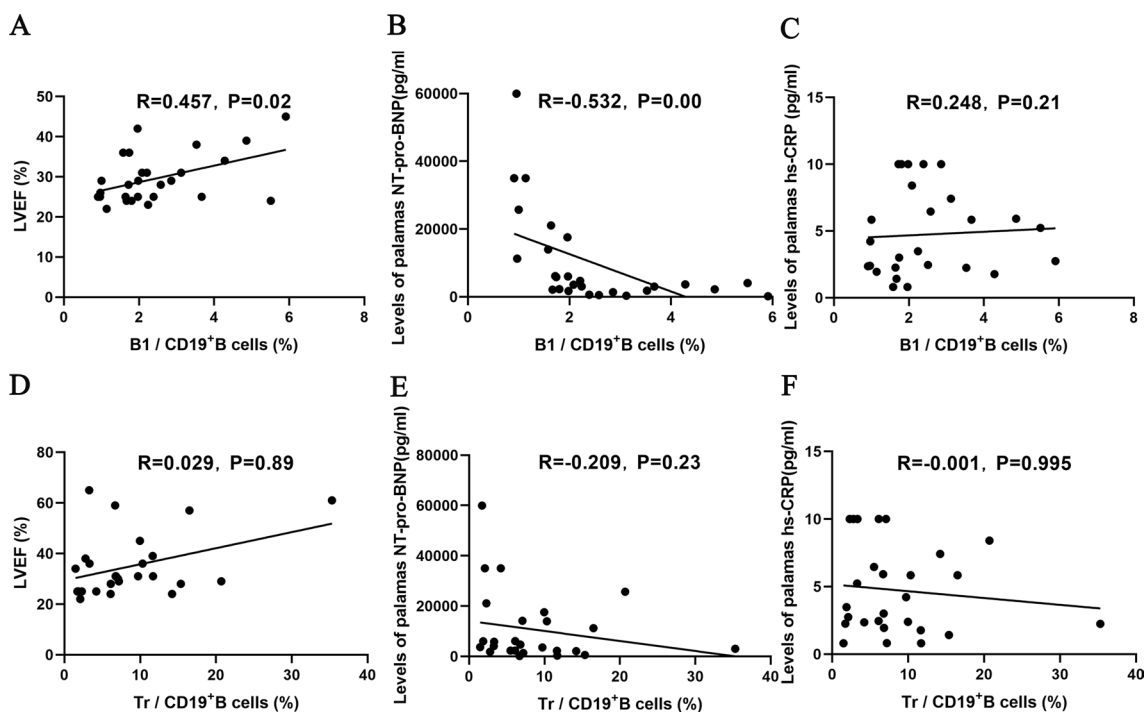 A
R=0.457, P=0.02
LVEF (%)
50
40
30
20
10
0
0 2 4 6 8
B1 / CD19⁺B cells (%)
B
R=-0.532, P=0.00
Levels of palamas NT-pro-BNP(pg/ml)
60000
40000
20000
0
0 2 4 6
B1 / CD19⁺B cells (%)
C
R=0.248, P=0.21
Levels of palamas hs-CRP (pg/ml)
15
10
5
0
0 2 4 6 8
B1 / CD19⁺B cells (%)
D
R=0.029, P=0.89
LVEF (%)
80
60
40
20
0
0 10 20 30 40
Tr / CD19⁺B cells (%)
E
R=-0.209, P=0.23
Levels of palamas NT-pro-BNP(pg/ml)
80000
60000
40000
20000
0
0 10 20 30 40
Tr / CD19⁺B cells (%)
F
R=-0.001, P=0.995
Levels of palamas hs-CRP(pg/ml)
15
10
5
0
0 10 20 30 40
Tr / CD19⁺B cells (%)